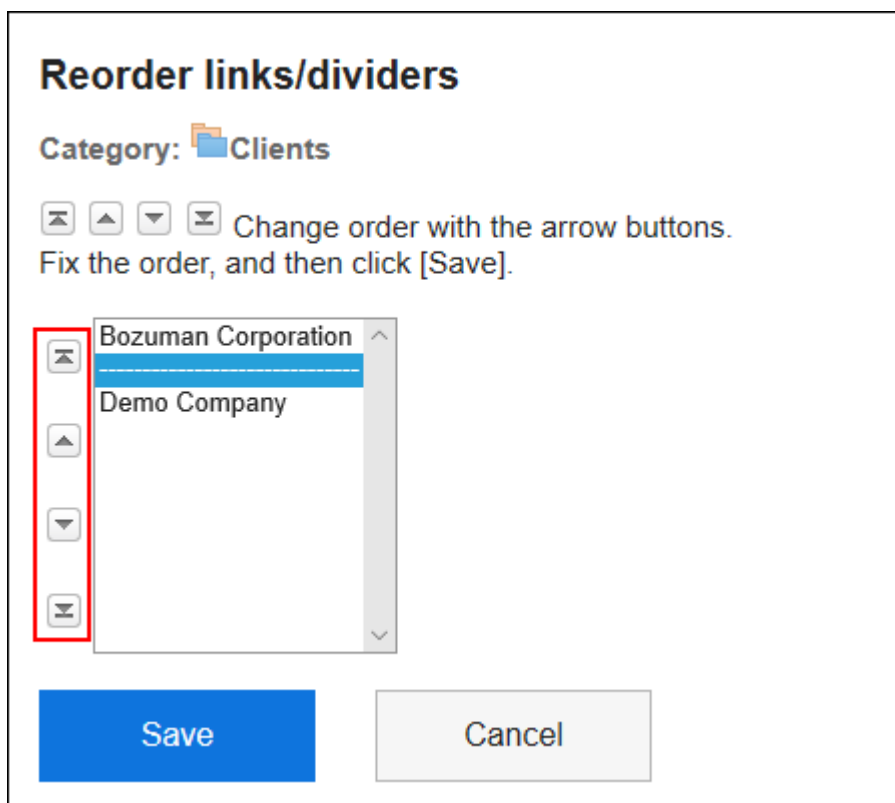 Reorder links/dividers
Category: Clients
Change order with the arrow buttons.
Fix the order, and then click [Save].
Bozuman Corporation
------------------------------
Demo Company
Save
Cancel